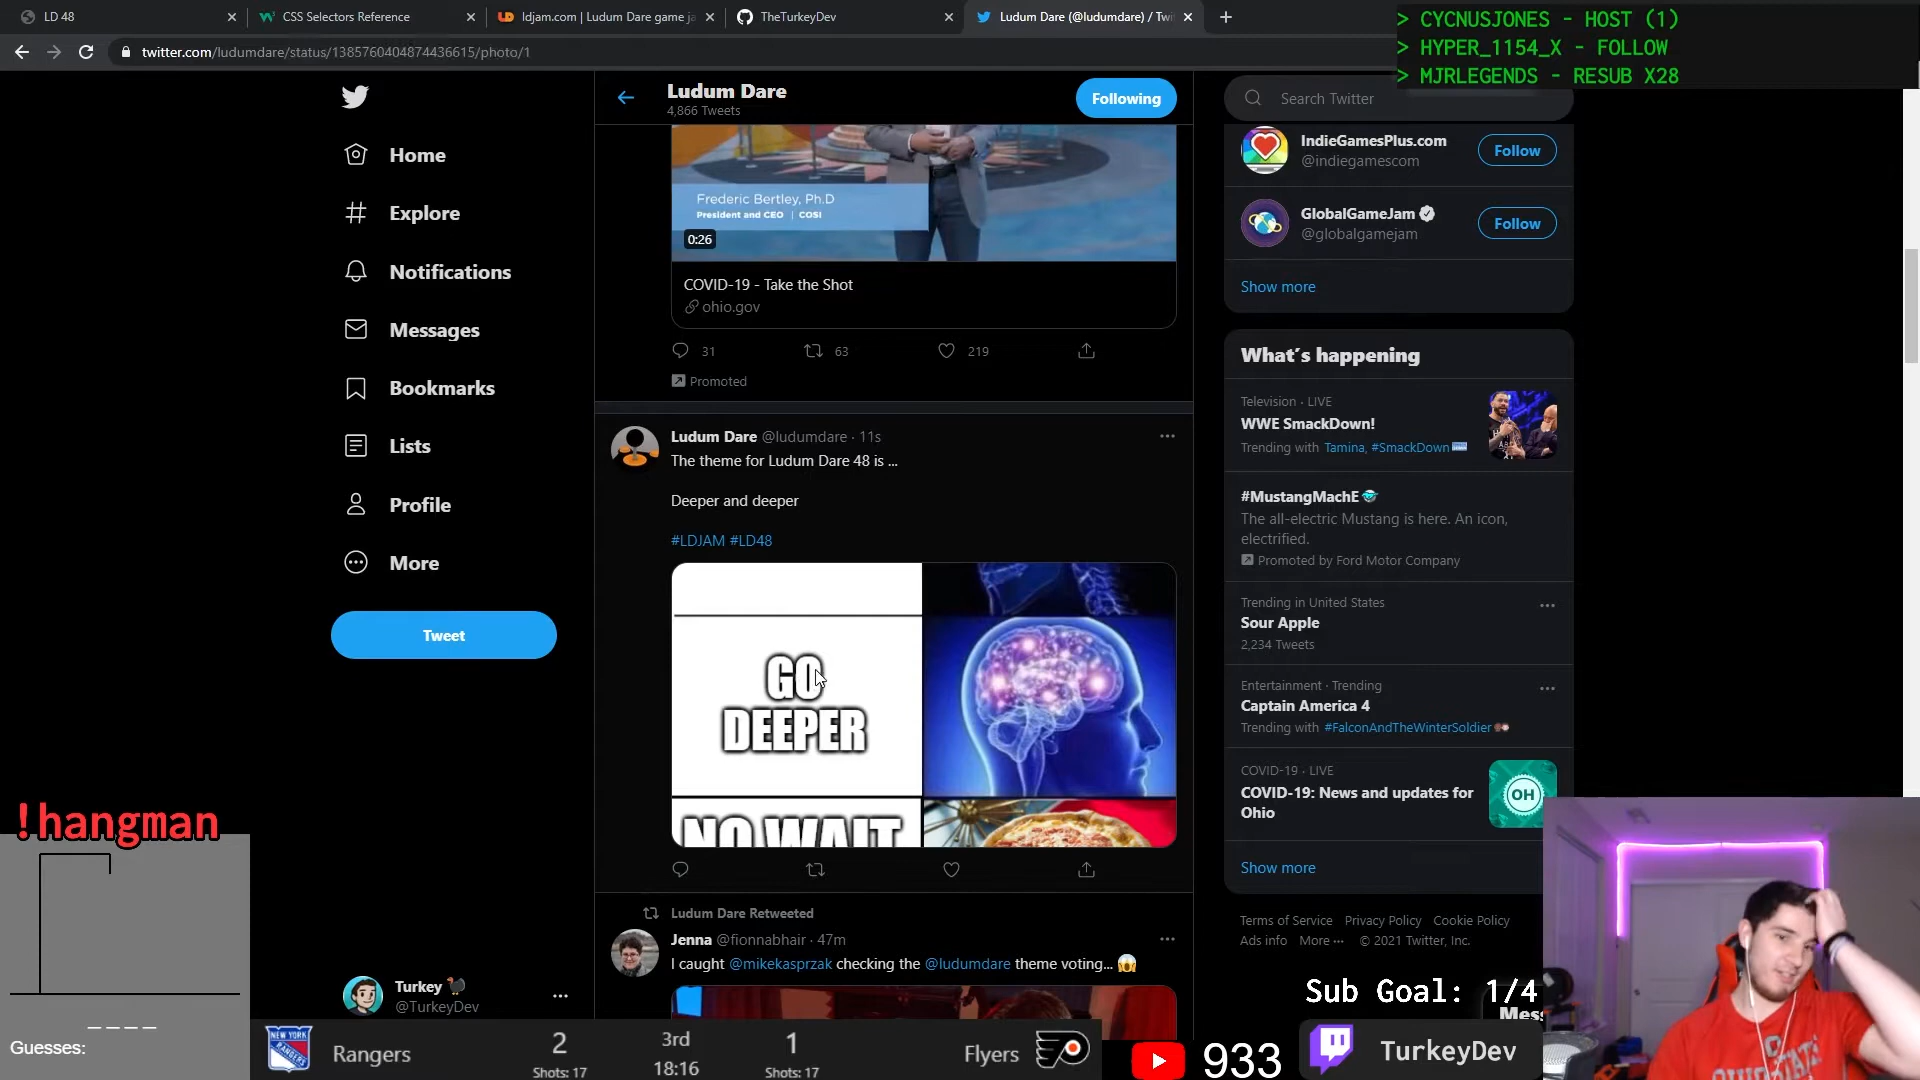 LD 48
CSS Selectors Reference
ldjam.com | Ludum Dare game ja
TheTurkeyDev
Ludum Dare (@ludumdare) / Twi
twitter.com/ludumdare/status/1385760404874436615/photo/1
> CYCNUSJONES - HOST (1)
> HYPER_1154_X - FOLLOW
> MJRLEGENDS - RESUB X28
Home
Explore
Notifications
Messages
Bookmarks
Lists
Profile
More
Tweet
Turkey
@TurkeyDev
Ludum Dare
4,866 Tweets
Following
Frederic Bertley, Ph.D
President and CEO | COSI
0:26
COVID-19 - Take the Shot
ohio.gov
31 63 219
Promoted
Ludum Dare @ludumdare · 11s
The theme for Ludum Dare 48 is ...
Deeper and deeper
#LDJAM #LD48
GO
DEEPER
NO WAIT
Ludum Dare Retweeted
Jenna @fionnabhair · 47m
I caught @mikekasprzak checking the @ludumdare theme voting...
Search Twitter
IndieGamesPlus.com
@indiegamescom
Follow
GlobalGameJam
@globalgamejam
Follow
Show more
What's happening
Television · LIVE
WWE SmackDown!
Trending with Tamina, #SmackDown
#MustangMachE
The all-electric Mustang is here. An icon,
electrified.
Promoted by Ford Motor Company
Trending in United States
Sour Apple
2,234 Tweets
Entertainment · Trending
Captain America 4
Trending with #FalconAndTheWinterSoldier
COVID-19 · LIVE
COVID-19: News and updates for
Ohio
OH
Show more
Terms of Service Privacy Policy Cookie Policy
Ads info More ··· © 2021 Twitter, Inc.
!hangman
_ _ _ _
Guesses:
NEW YORK
RANGERS
Rangers
2
Shots: 17
3rd
18:16
1
Shots: 17
Flyers
933
Sub Goal: 1/4
Mess
TurkeyDev